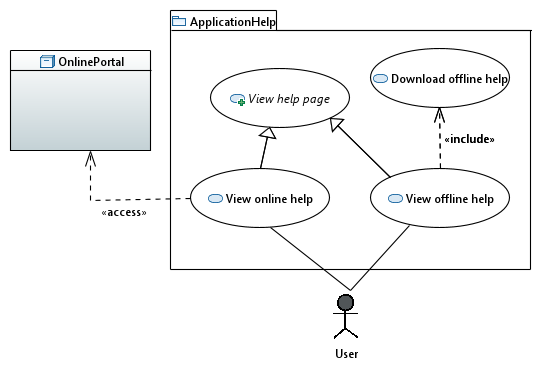 ApplicationHelp
OnlinePortal
Download offline help
View help page
«include»
View online help
View offline help
«access»
User